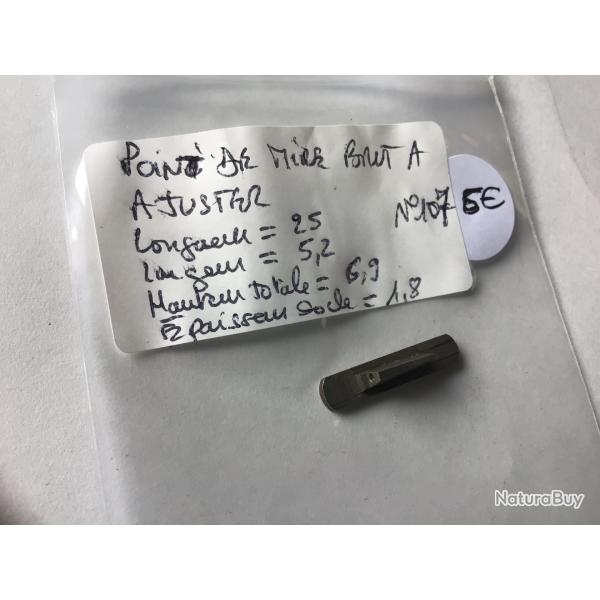 POINT DE MIRE BRUT A
AJUSTER
N°107 5€
Longueur = 25
Largeur = 5,2
Hauteur totale = 6,9
Epaisseur socle = 1,8
NaturaBuy